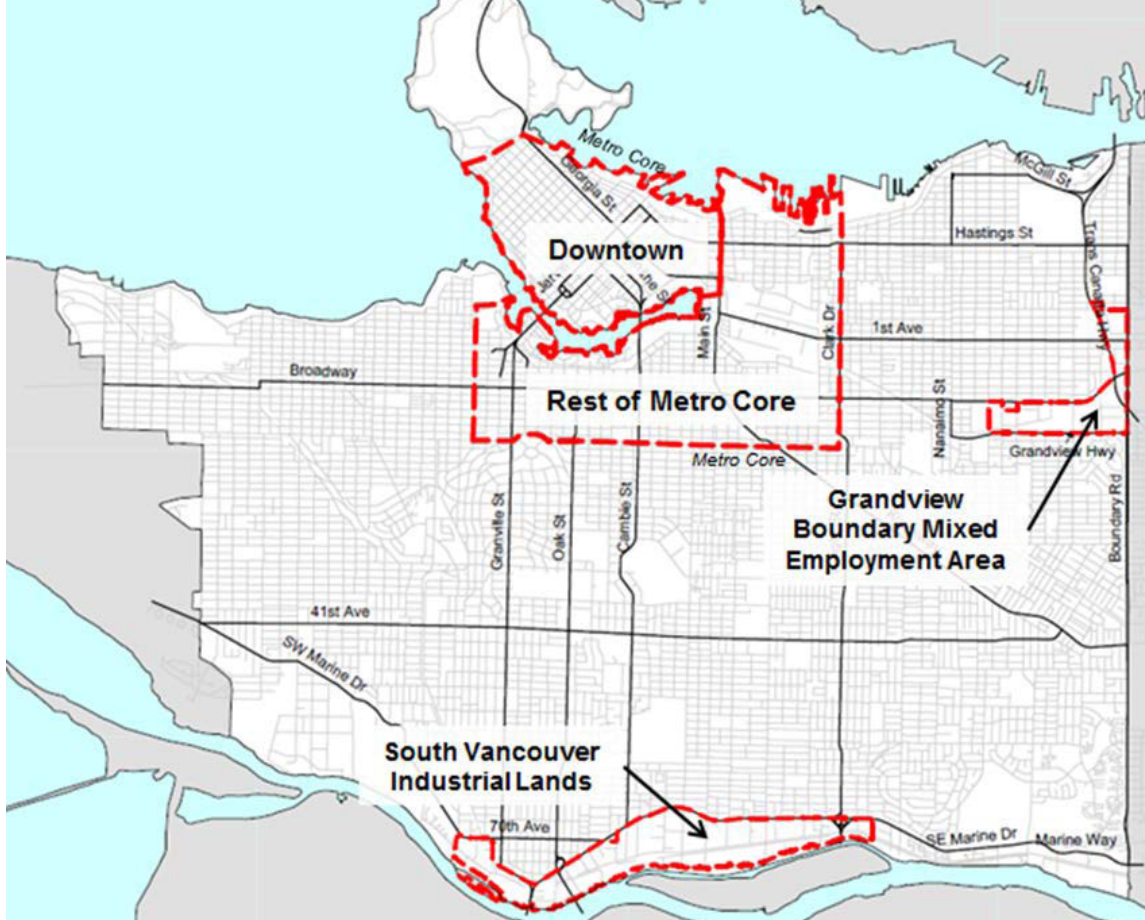 Metro Core
McGill St
Georgia St
Hastings St
Trans Canada Hwy
Downtown
Main St
Clark Dr
1st Ave
Broadway
Rest of Metro Core
Nanaimo St
Metro Core
Grandview Hwy
Granville St
Oak St
Cambie St
Grandview
Boundary Mixed
Employment Area
Boundary Rd
41st Ave
SW Marine Dr
South Vancouver
Industrial Lands
70th Ave
SE Marine Dr
Marine Way